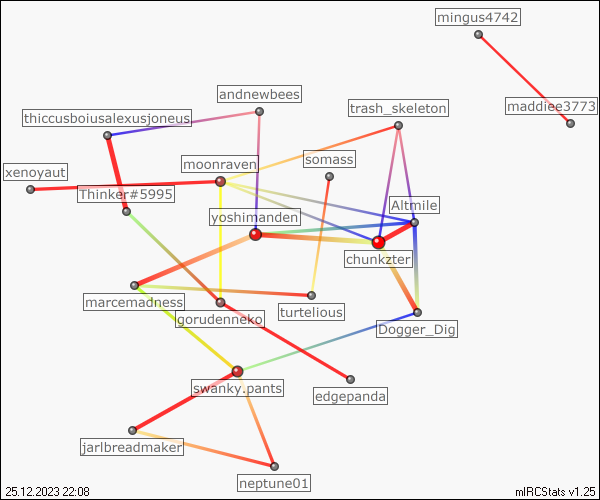 mingus4742
andnewbees
trash_skeleton
maddiee3773
thiccusboiusalexusjoneus
moonraven
somass
xenoyaut
Thinker#5995
Altmile
yoshimanden
chunkzter
marcemadness
gorudenneko
turtelious
Dogger_Dig
swanky.pants
edgepanda
jarlbreadmaker
neptune01
25.12.2023 22:08
mIRCStats v1.25